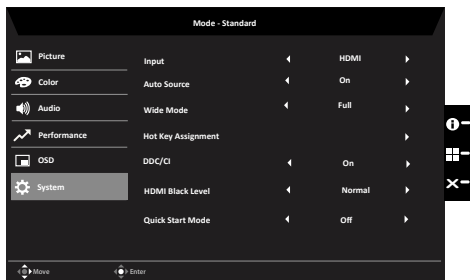 Mode - Standard
Picture
Color
Audio
Performance
OSD
System
Input HDMI
Auto Source On
Wide Mode Full
Hot Key Assignment
DDC/CI On
HDMI Black Level Normal
Quick Start Mode Off
Move Enter